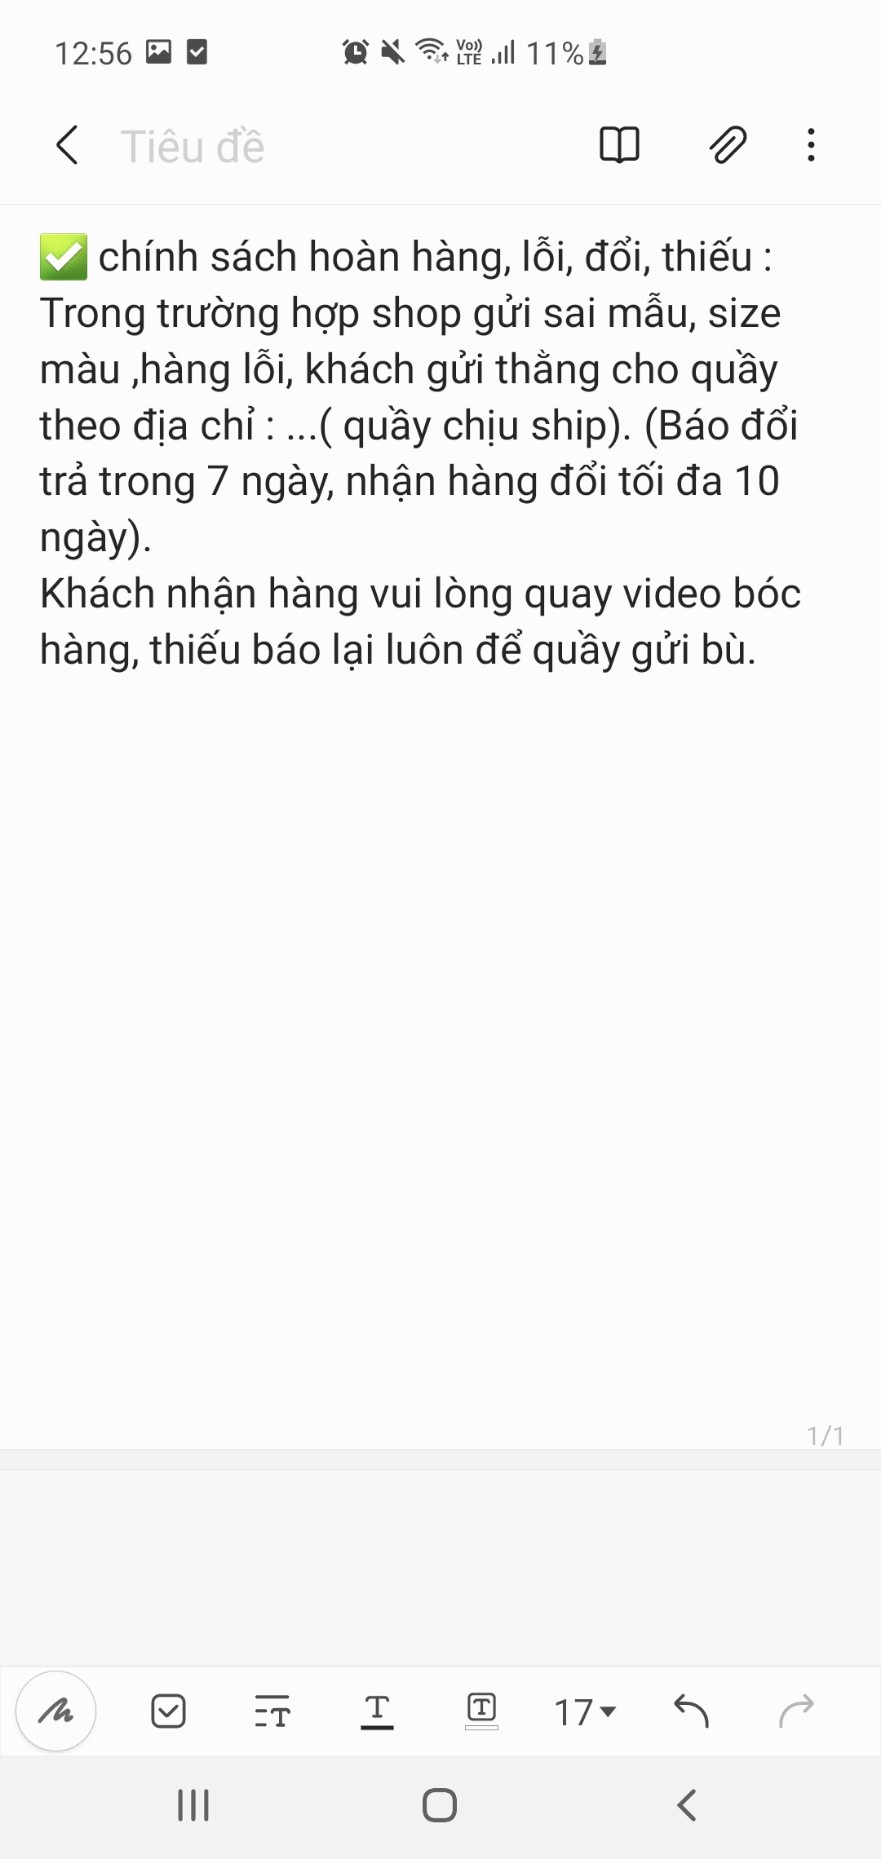 12:56
Vo)) LTE
11%
Tiêu đề
✅ chính sách hoàn hàng, lỗi, đổi, thiếu :
Trong trường hợp shop gửi sai mẫu, size
màu ,hàng lỗi, khách gửi thẳng cho quầy
theo địa chỉ : ...( quầy chịu ship). (Báo đổi
trả trong 7 ngày, nhận hàng đổi tối đa 10
ngày).
Khách nhận hàng vui lòng quay video bóc
hàng, thiếu báo lại luôn để quầy gửi bù.
1/1
17